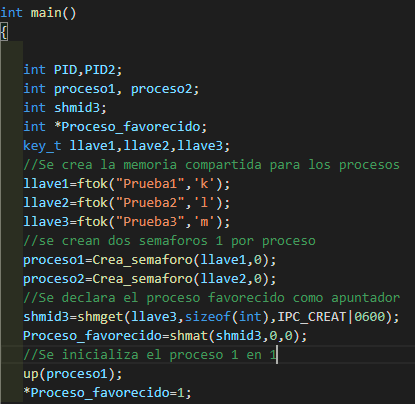 int main()
{
int PID,PID2;
int proceso1, proceso2;
int shmid3;
int *Proceso_favorecido;
key_t llave1,llave2,llave3;
//Se crea la memoria compartida para los procesos
llave1=ftok("Prueba1",'k');
llave2=ftok("Prueba2",'l');
llave3=ftok("Prueba3",'m');
//se crean dos semaforos 1 por proceso
proceso1=Crea_semaforo(llave1,0);
proceso2=Crea_semaforo(llave2,0);
//Se declara el proceso favorecido como apuntador
shmid3=shmget(llave3,sizeof(int),IPC_CREAT|0600);
Proceso_favorecido=shmat(shmid3,0,0);
//Se inicializa el proceso 1 en 1
up(proceso1);
*Proceso_favorecido=1;